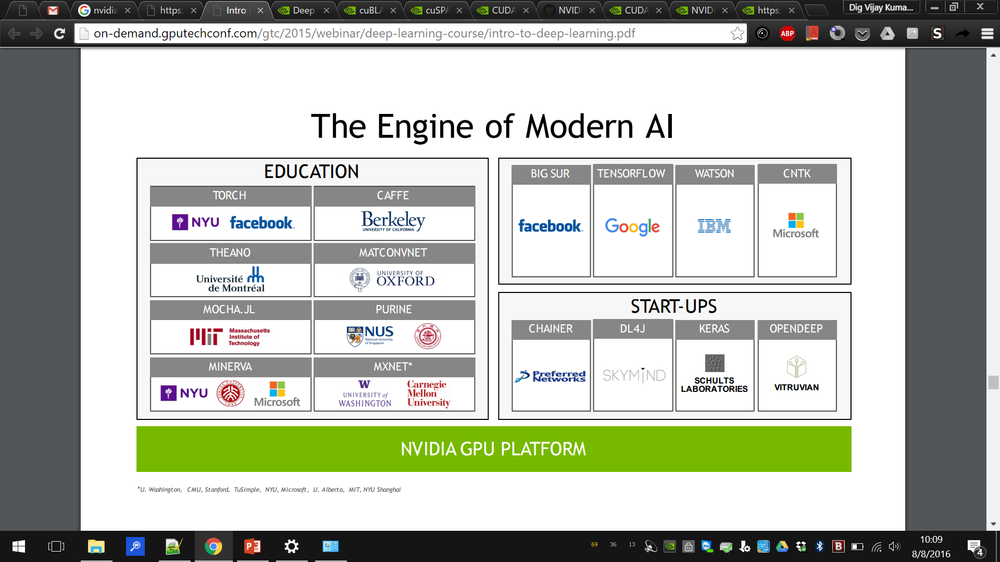 nvidia
https:
Intro
Deep
cuBLA
cuSPA
CUDA
NVIDI
CUDA
NVIDI
https:
Dig Vijay Kuma...
on-demand.gputechconf.com/gtc/2015/webinar/deep-learning-course/intro-to-deep-learning.pdf
ABP
S
The Engine of Modern AI
EDUCATION
TORCH
CAFFE
NYU facebook.
Berkeley
UNIVERSITY OF CALIFORNIA
THEANO
MATCONVNET
Université
de Montréal
UNIVERSITY OF
OXFORD
MOCHA.JL
PURINE
MIT Massachusetts
Institute of
Technology
NUS
National University
of Singapore
MINERVA
MXNET*
NYU
Microsoft
W
UNIVERSITY of
WASHINGTON
Carnegie
Mellon
University
BIG SUR
TENSORFLOW
WATSON
CNTK
facebook.
Google
IBM
Microsoft
START-UPS
CHAINER
DL4J
KERAS
OPENDEEP
Preferred
Networks
SKYMIND
SCHULTS
LABORATORIES
VITRUVIAN
NVIDIA GPU PLATFORM
*U. Washington, CMU, Stanford, TuSimple, NYU, Microsoft, U. Alberta, MIT, NYU Shanghai
69
36
13
10:09
8/8/2016
4